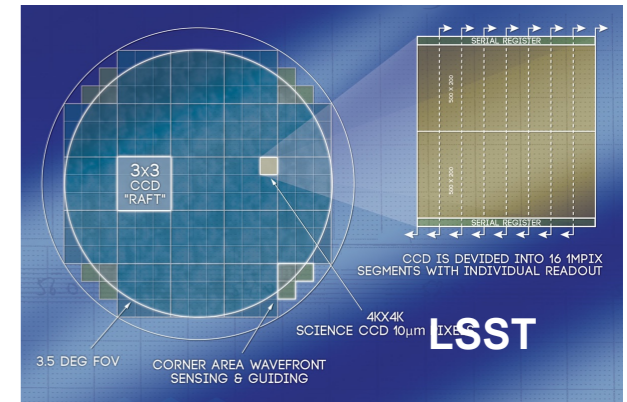 SERIAL REGISTER
500 X 200
3x3
CCD
"RAFT"
500 X 200
SERIAL REGISTER
CCD IS DEVIDED INTO 16 1MPIX
SEGMENTS WITH INDIVIDUAL READOUT
4KX4K
SCIENCE CCD 10μm
LSST
3.5 DEG FOV
CORNER AREA WAVEFRONT
SENSING & GUIDING